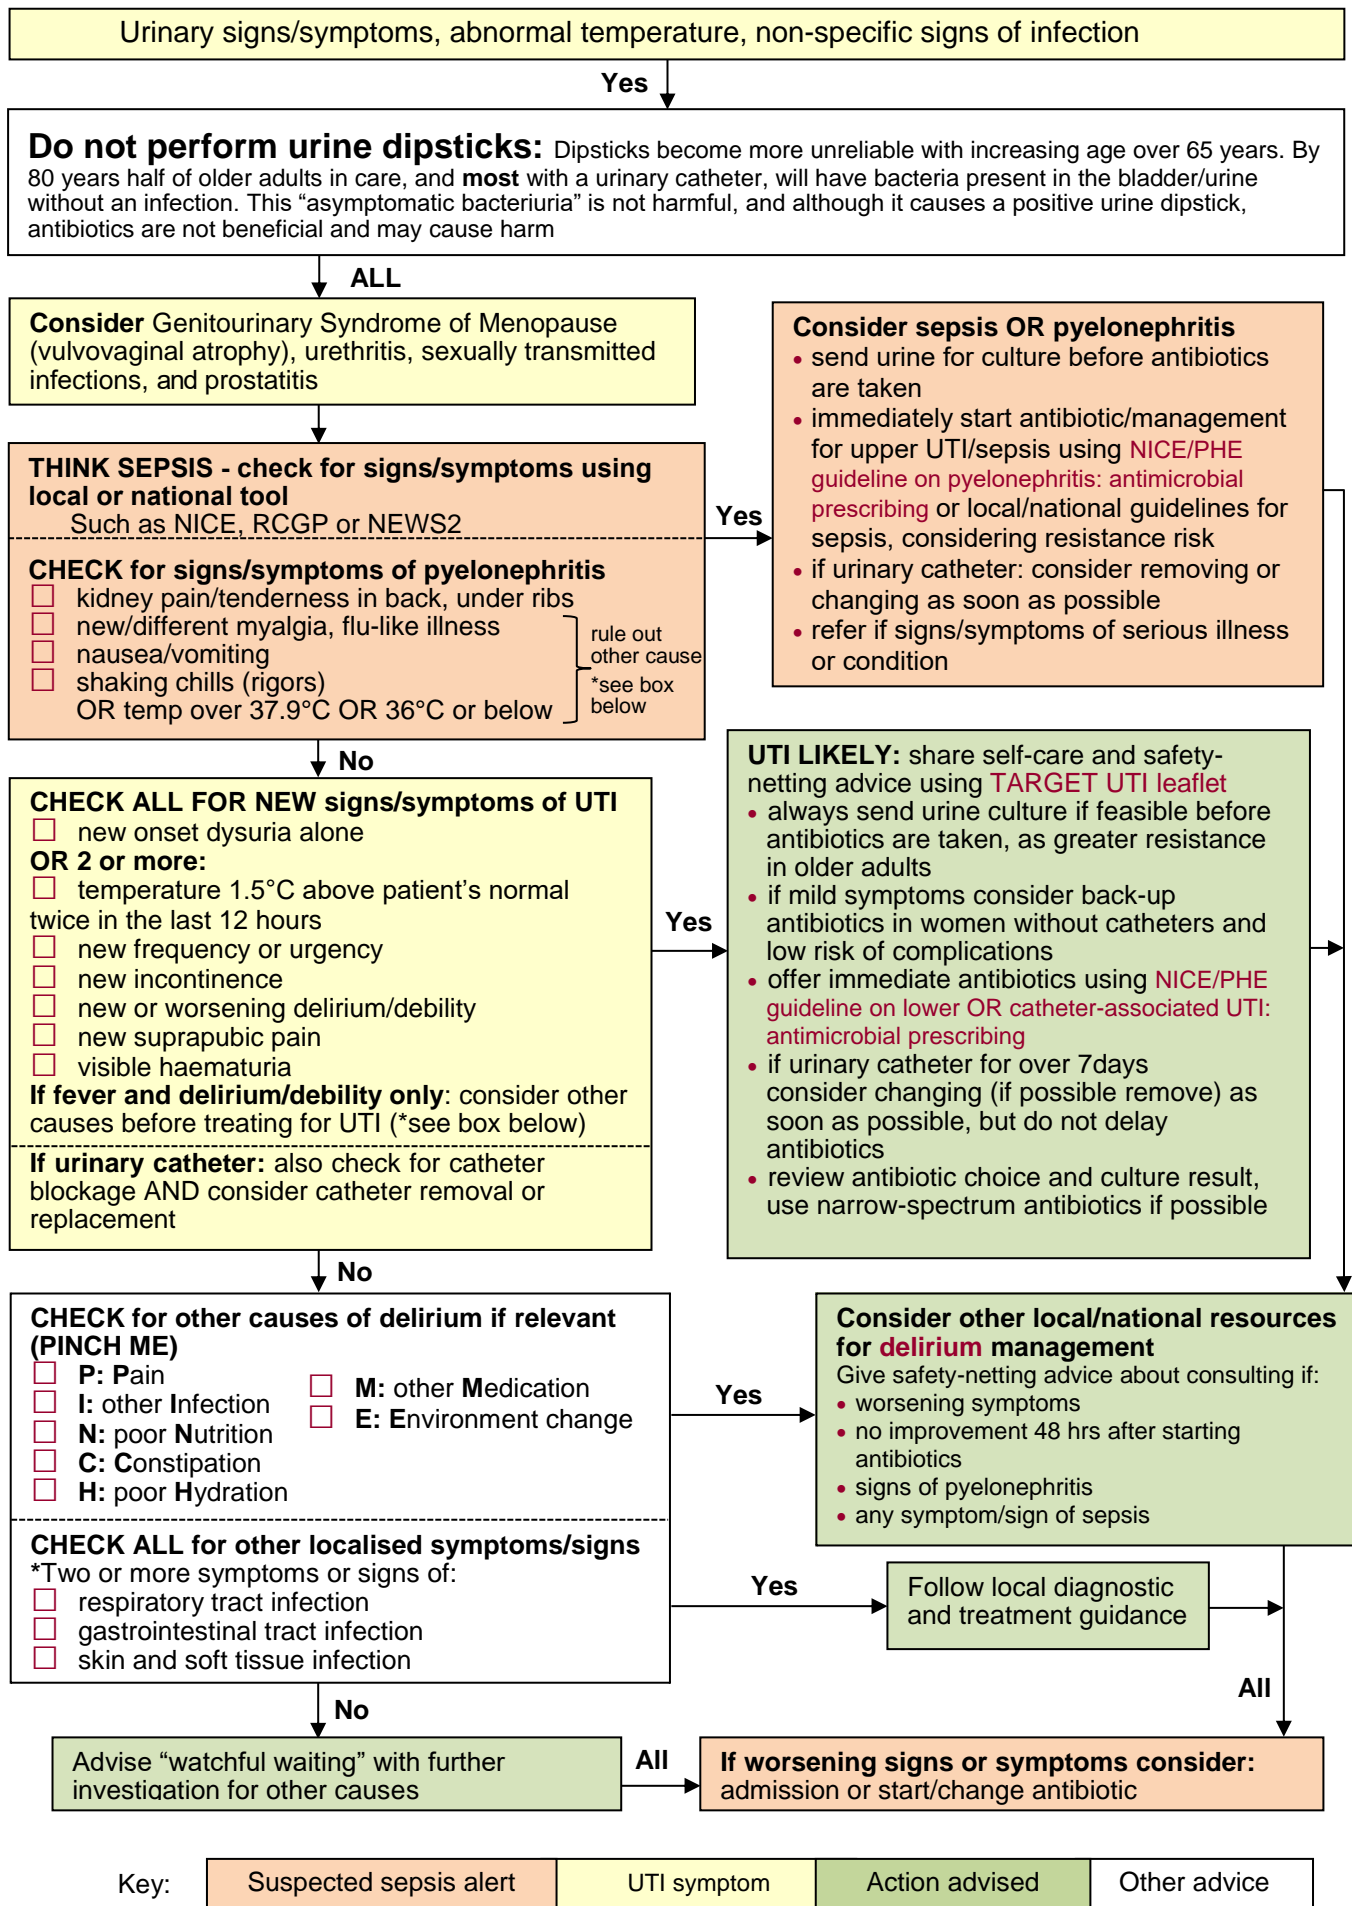 Urinary signs/symptoms, abnormal temperature, non-specific signs of infection
Yes
Do not perform urine dipsticks: Dipsticks become more unreliable with increasing age over 65 years. By
80 years half of older adults in care, and most with a urinary catheter, will have bacteria present in the bladder/urine
without an infection. This “asymptomatic bacteriuria” is not harmful, and although it causes a positive urine dipstick,
antibiotics are not beneficial and may cause harm
ALL
Consider Genitourinary Syndrome of Menopause
(vulvovaginal atrophy), urethritis, sexually transmitted
infections, and prostatitis
THINK SEPSIS - check for signs/symptoms using
local or national tool
Such as NICE, RCGP or NEWS2
CHECK for signs/symptoms of pyelonephritis
kidney pain/tenderness in back, under ribs
new/different myalgia, flu-like illness
nausea/vomiting
shaking chills (rigors)
OR temp over 37.9°C OR 36°C or below
rule out
other cause
*see box
below
Yes
Consider sepsis OR pyelonephritis
• send urine for culture before antibiotics
are taken
• immediately start antibiotic/management
for upper UTI/sepsis using NICE/PHE
guideline on pyelonephritis: antimicrobial
prescribing or local/national guidelines for
sepsis, considering resistance risk
• if urinary catheter: consider removing or
changing as soon as possible
• refer if signs/symptoms of serious illness
or condition
No
CHECK ALL FOR NEW signs/symptoms of UTI
new onset dysuria alone
OR 2 or more:
temperature 1.5°C above patient’s normal
twice in the last 12 hours
new frequency or urgency
new incontinence
new or worsening delirium/debility
new suprapubic pain
visible haematuria
If fever and delirium/debility only: consider other
causes before treating for UTI (*see box below)
If urinary catheter: also check for catheter
blockage AND consider catheter removal or
replacement
Yes
UTI LIKELY: share self-care and safety-
netting advice using TARGET UTI leaflet
• always send urine culture if feasible before
antibiotics are taken, as greater resistance
in older adults
• if mild symptoms consider back-up
antibiotics in women without catheters and
low risk of complications
• offer immediate antibiotics using NICE/PHE
guideline on lower OR catheter-associated UTI:
antimicrobial prescribing
• if urinary catheter for over 7days
consider changing (if possible remove) as
soon as possible, but do not delay
antibiotics
• review antibiotic choice and culture result,
use narrow-spectrum antibiotics if possible
No
CHECK for other causes of delirium if relevant
(PINCH ME)
P: Pain
I: other Infection
N: poor Nutrition
C: Constipation
H: poor Hydration
M: other Medication
E: Environment change
Yes
Consider other local/national resources
for delirium management
Give safety-netting advice about consulting if:
• worsening symptoms
• no improvement 48 hrs after starting
antibiotics
• signs of pyelonephritis
• any symptom/sign of sepsis
CHECK ALL for other localised symptoms/signs
*Two or more symptoms or signs of:
respiratory tract infection
gastrointestinal tract infection
skin and soft tissue infection
Yes
Follow local diagnostic
and treatment guidance
All
No
Advise “watchful waiting” with further
investigation for other causes
All
If worsening signs or symptoms consider:
admission or start/change antibiotic
Key:
Suspected sepsis alert
UTI symptom
Action advised
Other advice